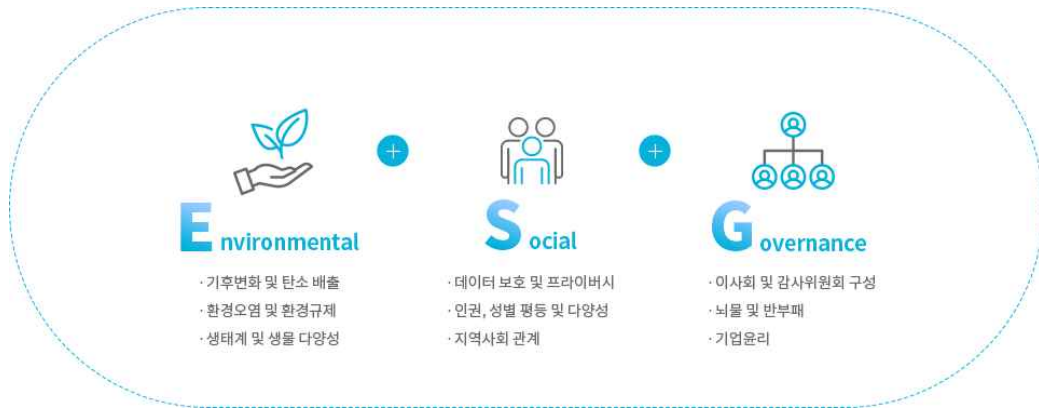 Environmental
· 기후변화 및 탄소 배출
· 환경오염 및 환경규제
· 생태계 및 생물 다양성
Social
· 데이터 보호 및 프라이버시
· 인권, 성별 평등 및 다양성
· 지역사회 관계
Governance
· 이사회 및 감사위원회 구성
· 뇌물 및 반부패
· 기업윤리